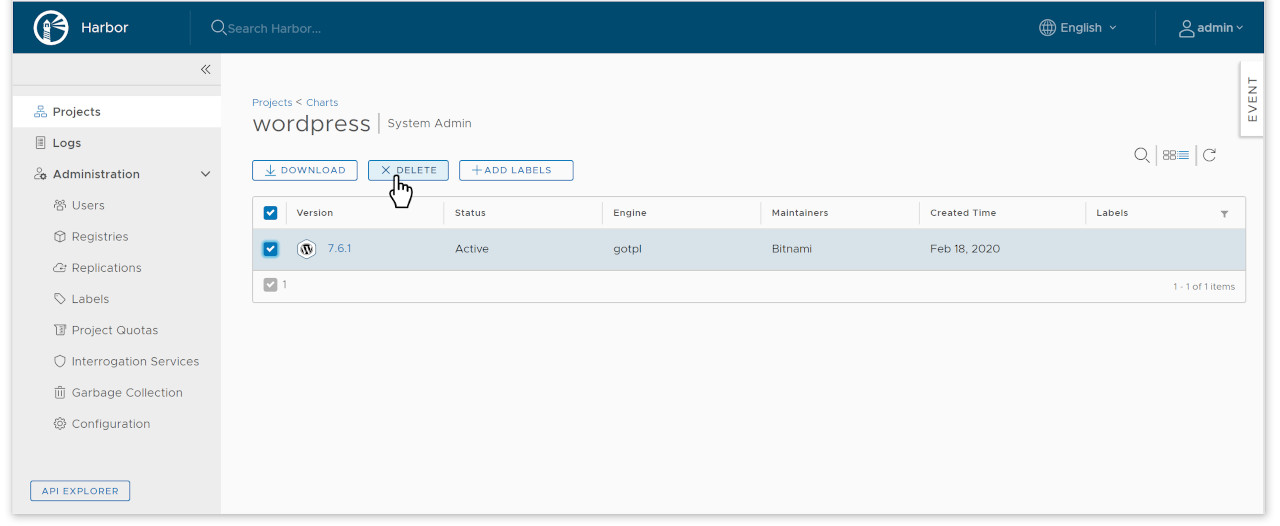 Harbor
Search Harbor...
English
admin
EVENT
Projects
Logs
Administration
Users
Registries
Replications
Labels
Project Quotas
Interrogation Services
Garbage Collection
Configuration
API EXPLORER
Projects < Charts
wordpress | System Admin
DOWNLOAD DELETE ADD LABELS
Version Status Engine Maintainers Created Time Labels
7.6.1 Active gotpl Bitnami Feb 18, 2020
1 1 - 1 of 1 items